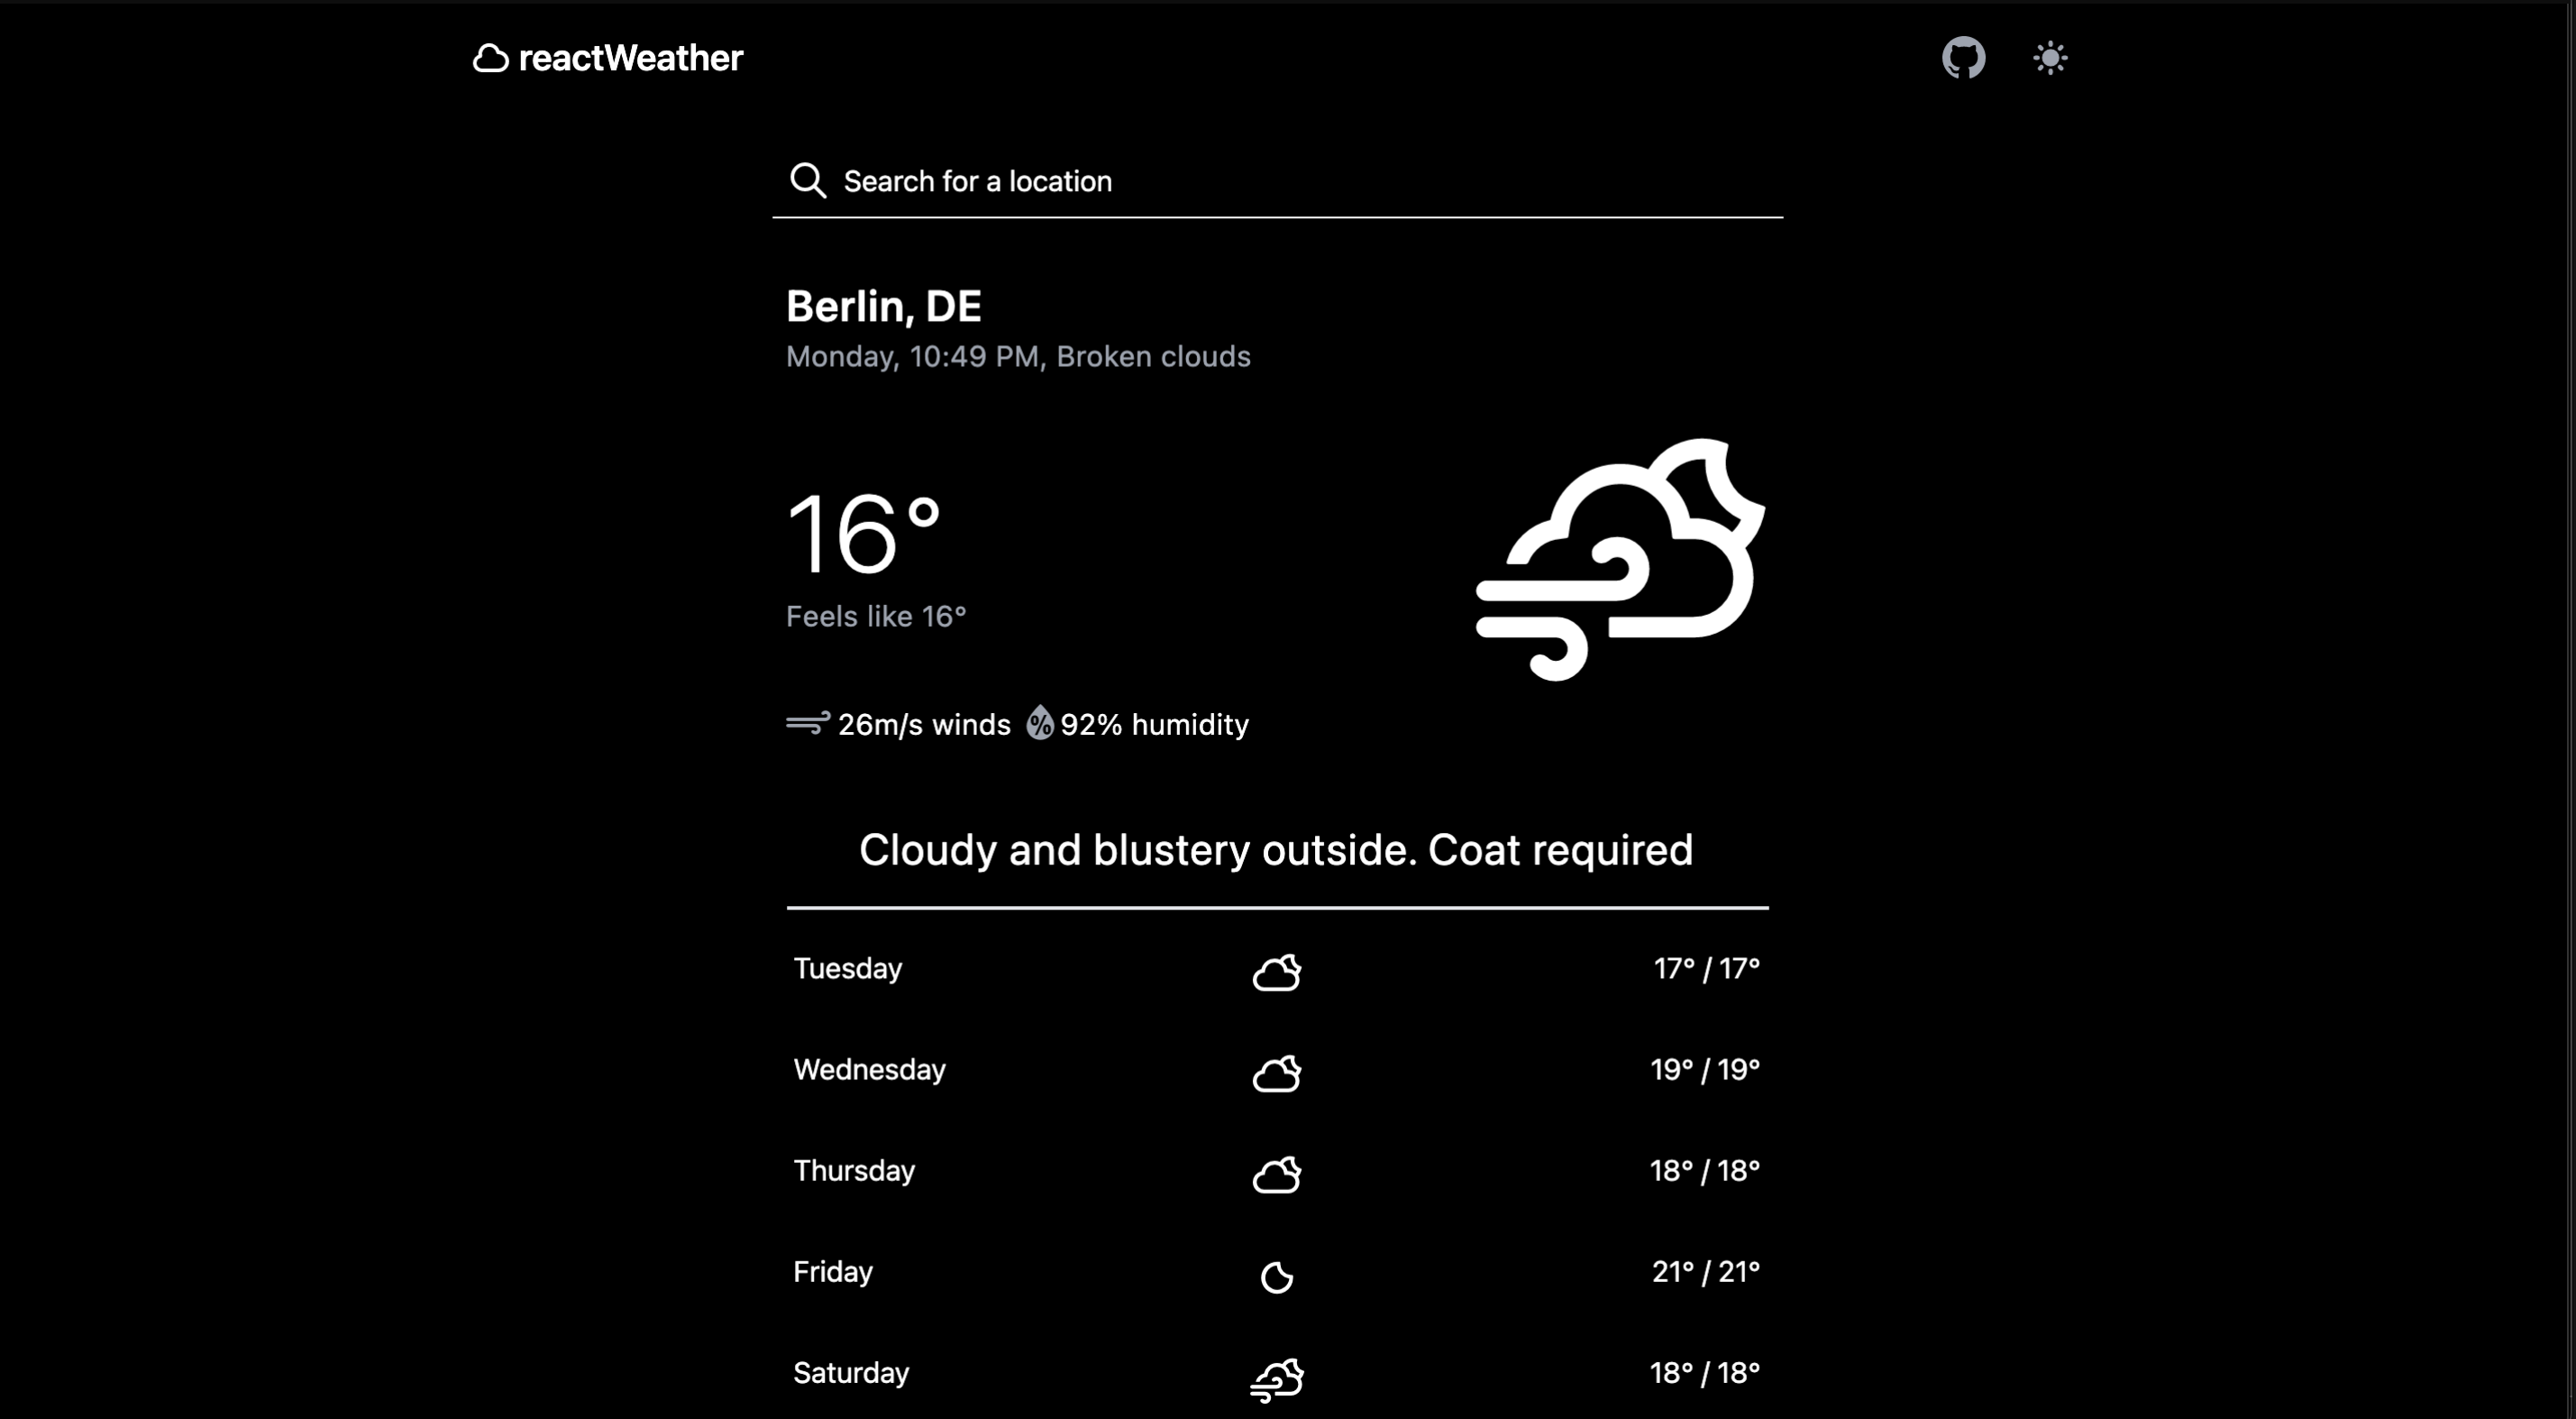 reactWeather
Search for a location
Berlin, DE
Monday, 10:49 PM, Broken clouds
16°
Feels like 16°
26m/s winds % 92% humidity
Cloudy and blustery outside. Coat required
Tuesday 17° / 17°
Wednesday 19° / 19°
Thursday 18° / 18°
Friday 21° / 21°
Saturday 18° / 18°